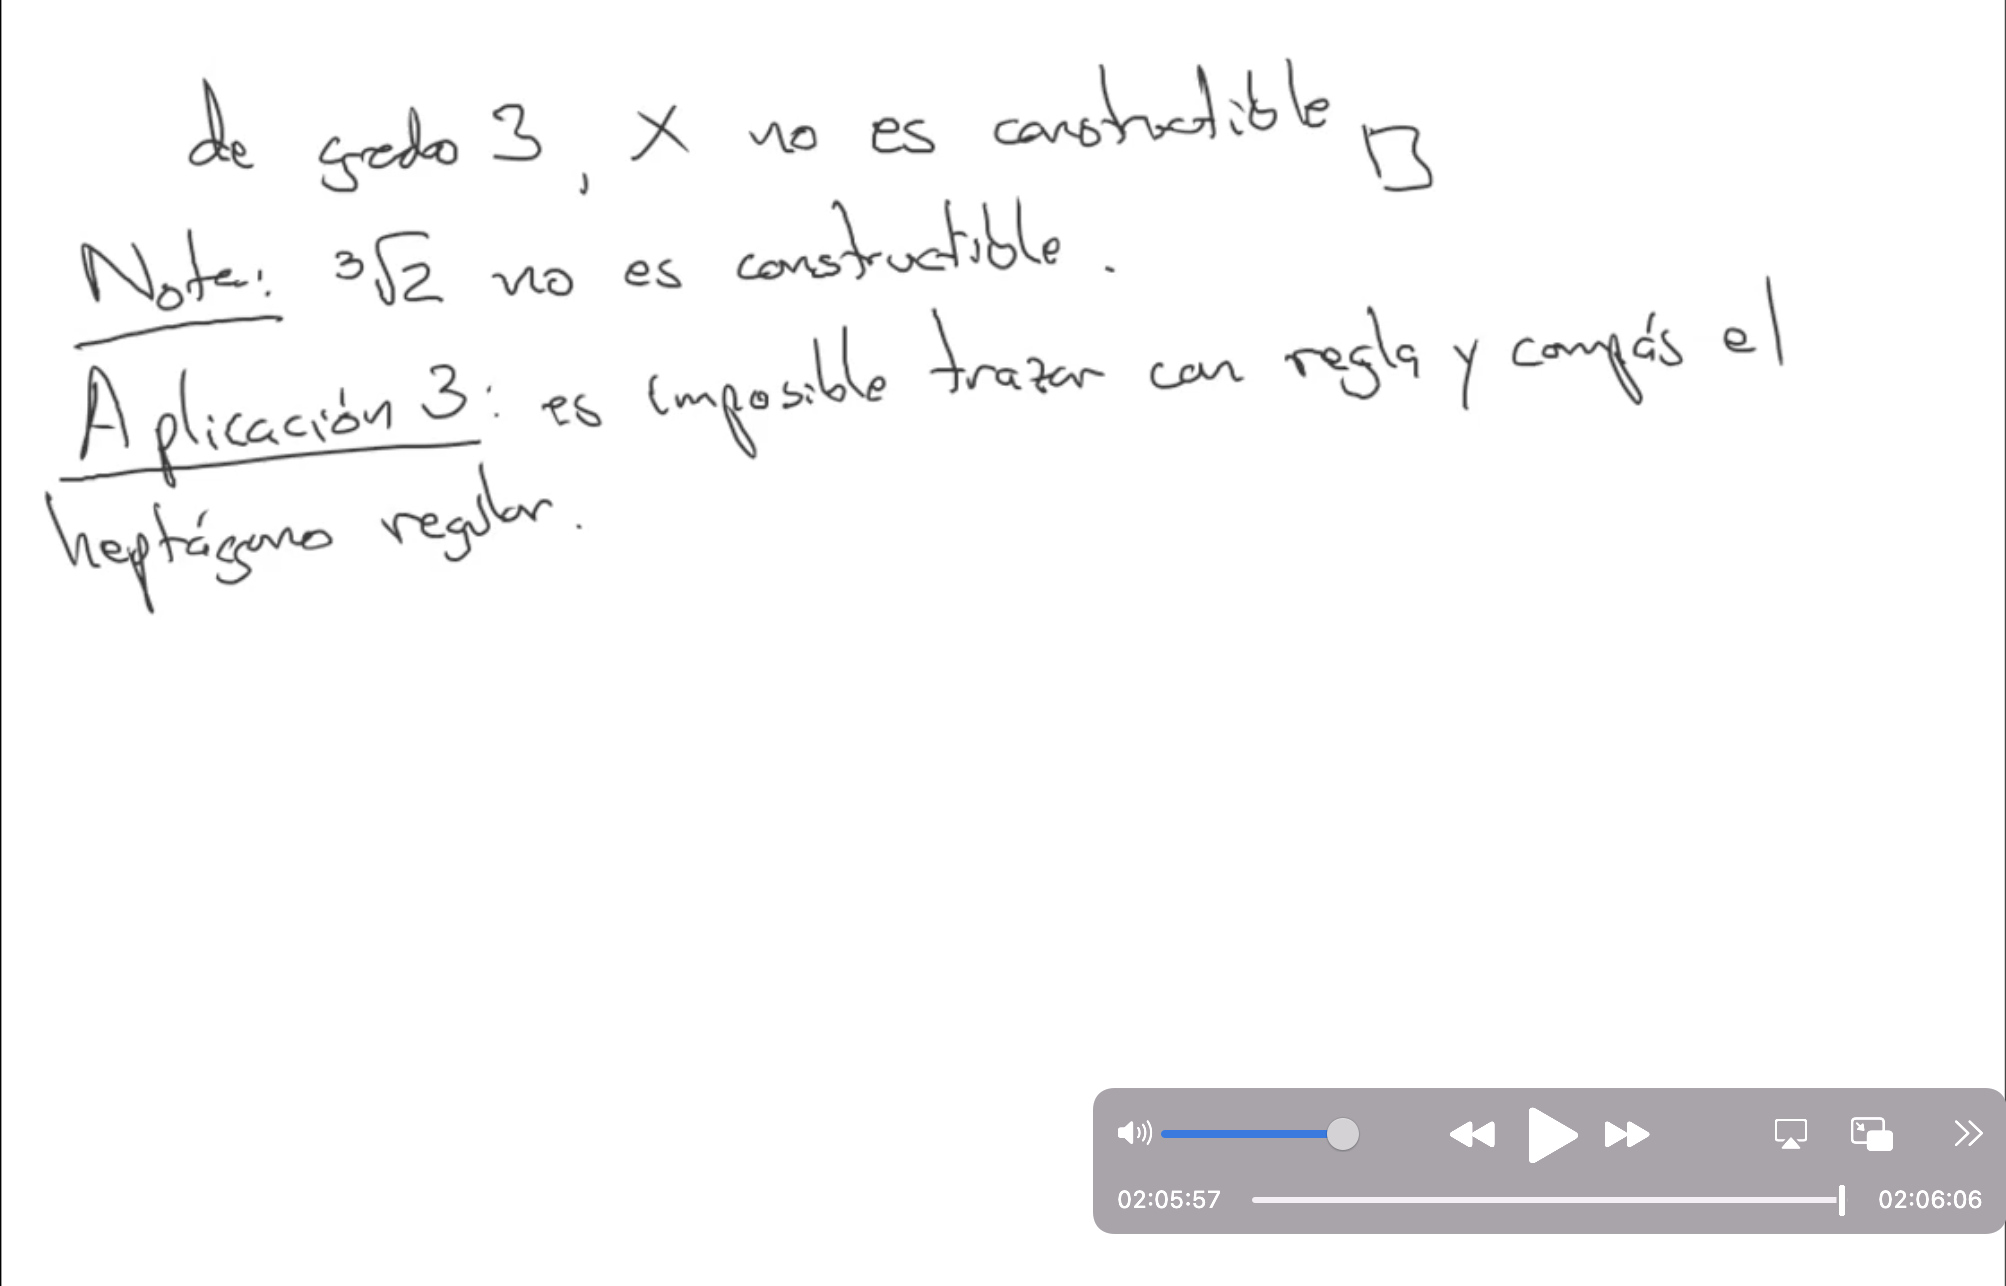 de grado 3, X no es constructible
Nota: ³√2 no es constructible.
Aplicación 3: es imposible trazar con regla y compás el
heptágono regular.
02:05:57
02:06:06